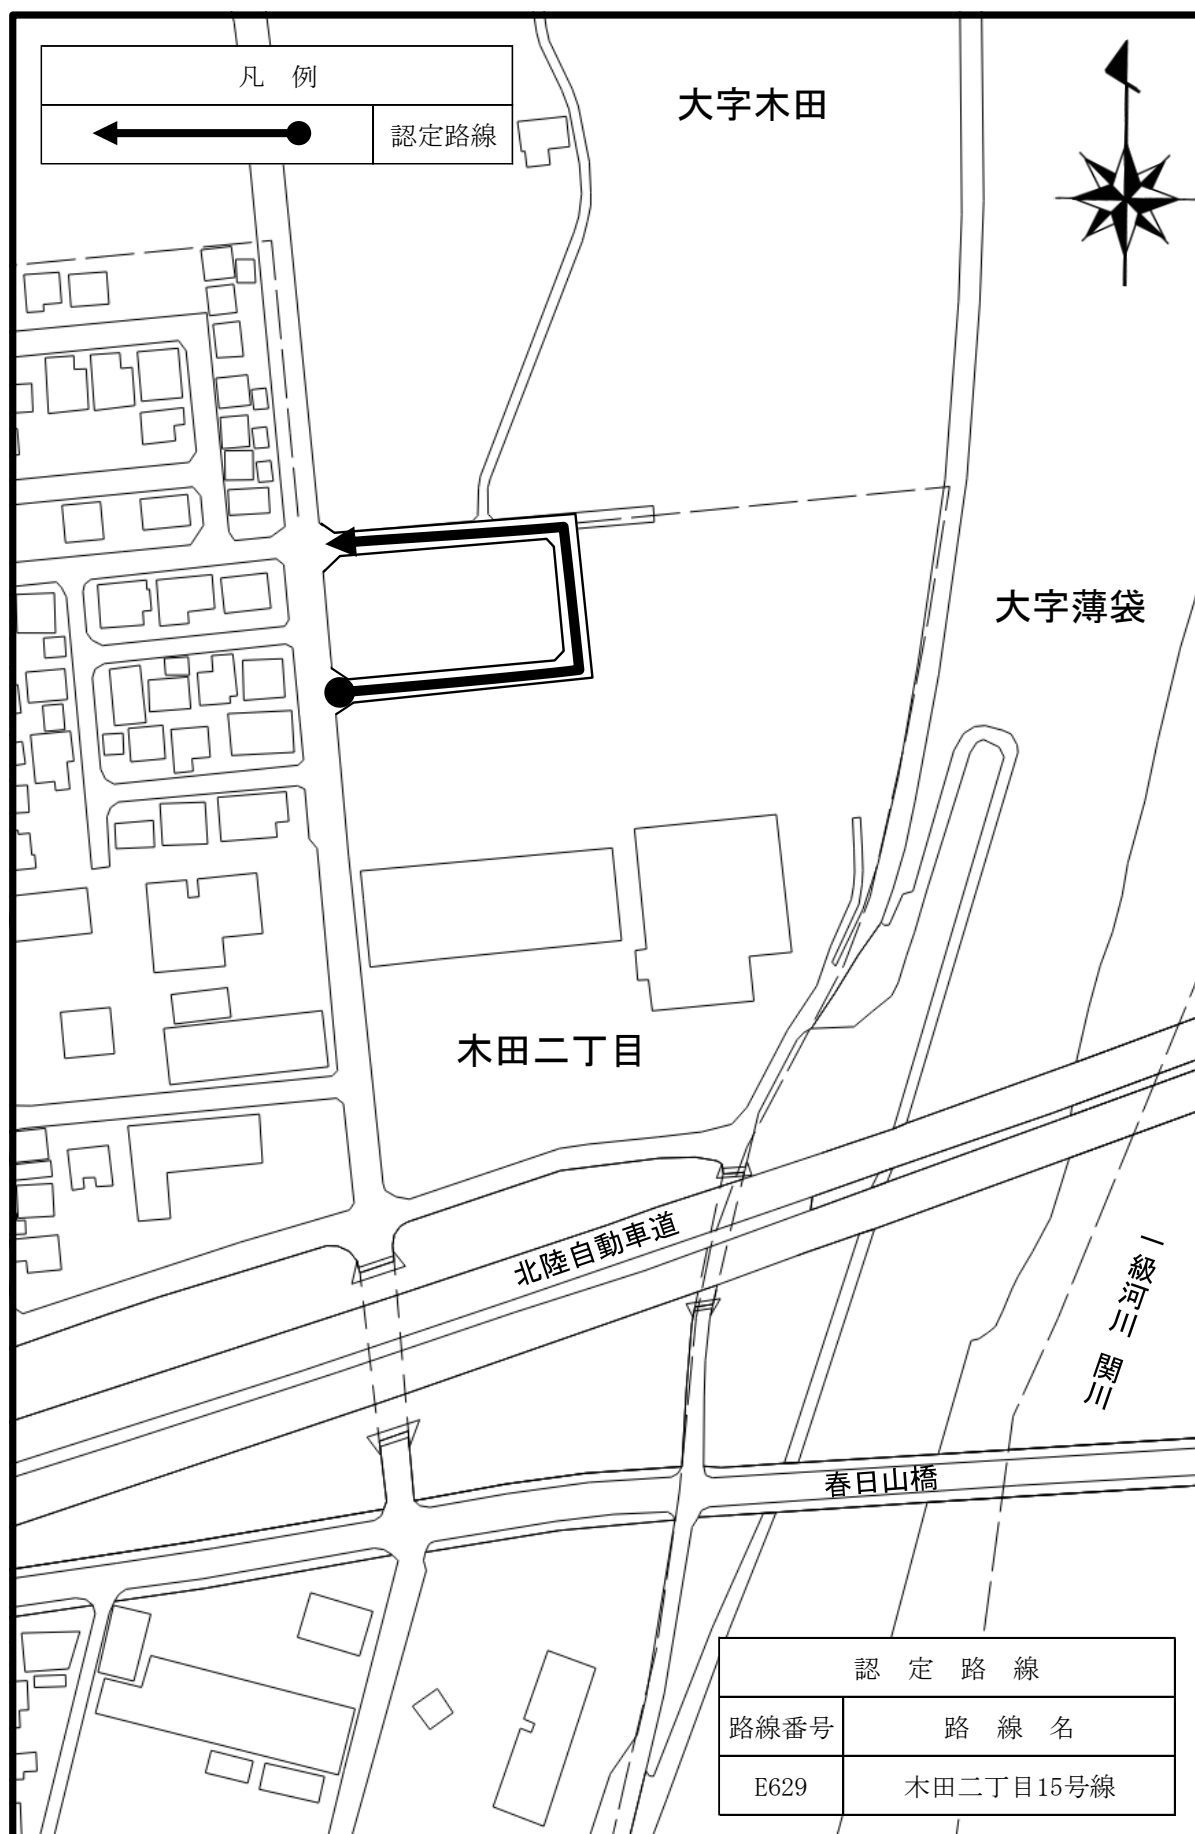 凡 例
認定路線
大字木田
大字薄袋
木田二丁目
北陸自動車道
一級河川 関川
春日山橋
認 定 路 線
路線番号 路 線 名
E629 木田二丁目15号線